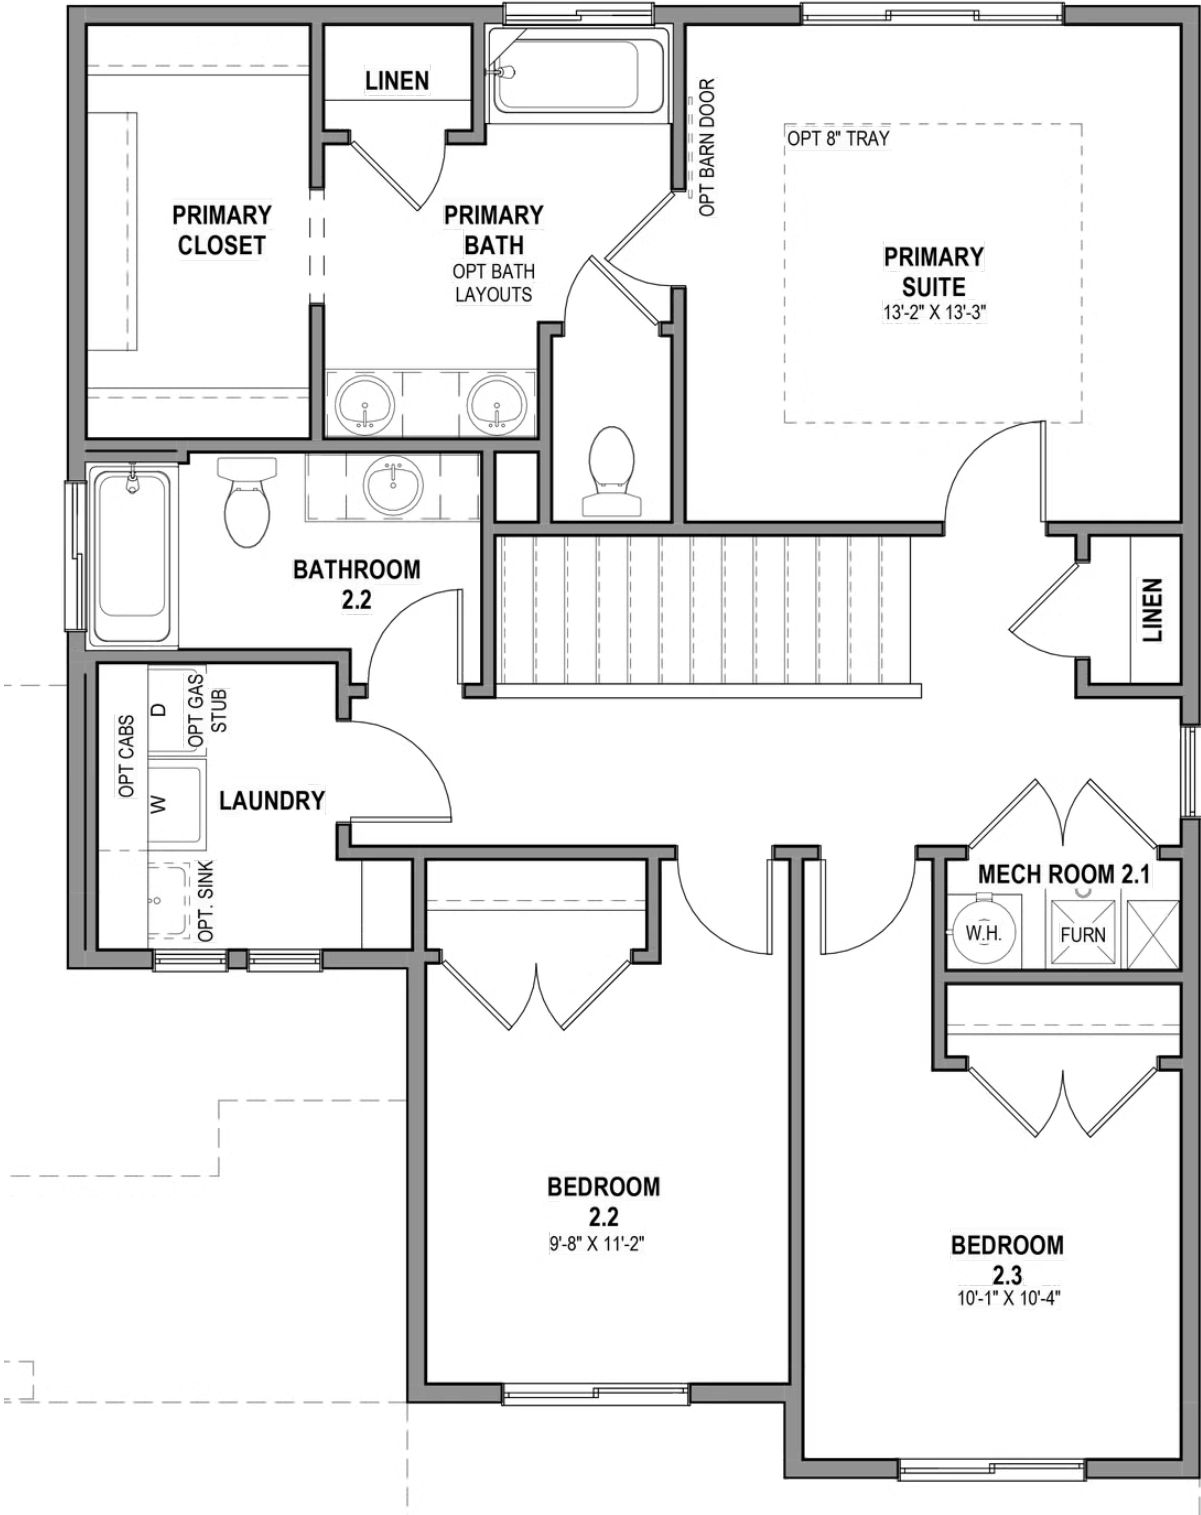 LINEN
OPT BARN DOOR
OPT 8" TRAY
PRIMARY
CLOSET
PRIMARY
BATH
OPT BATH
LAYOUTS
PRIMARY
SUITE
13'-2" X 13'-3"
BATHROOM
2.2
LINEN
OPT CABS
D
OPT GAS
STUB
W
LAUNDRY
OPT. SINK
MECH ROOM 2.1
W.H.
FURN
BEDROOM
2.2
9'-8" X 11'-2"
BEDROOM
2.3
10'-1" X 10'-4"